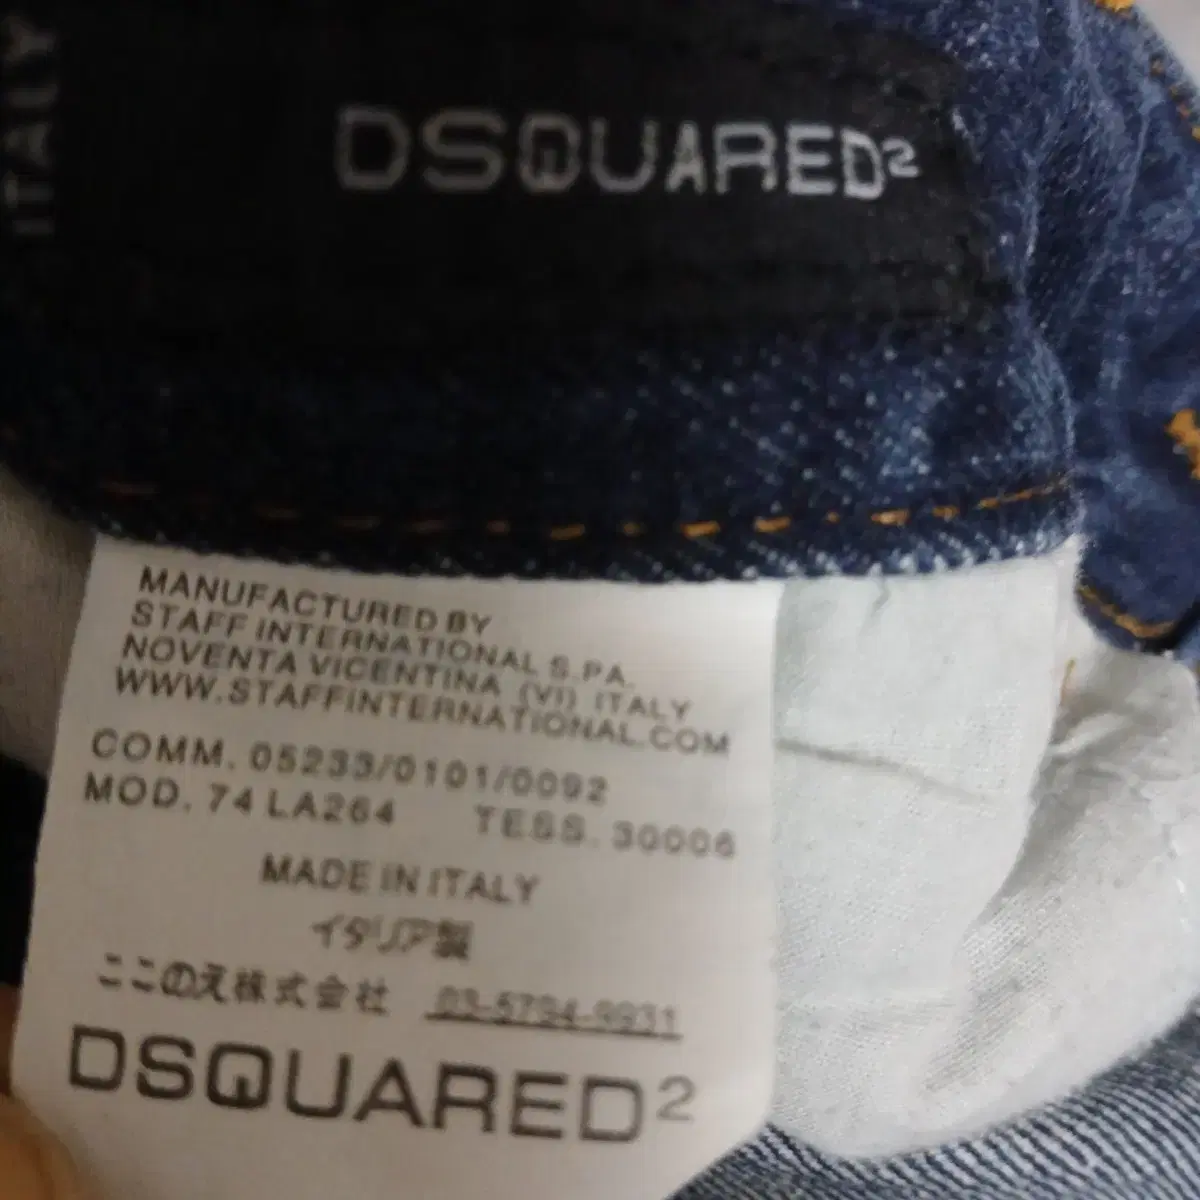 ITALY
DSQUARED2
MANUFACTURED BY
STAFF INTERNATIONAL S.PA.
NOVENTA VICENTINA (VI) ITALY
WWW.STAFFINTERNATIONAL.COM
COMM. 05233/0101/0092
MOD. 74 LA264 TESS. 30006
MADE IN ITALY
イタリア製
ここのえ株式会社 03-5794-9931
DSQUARED2